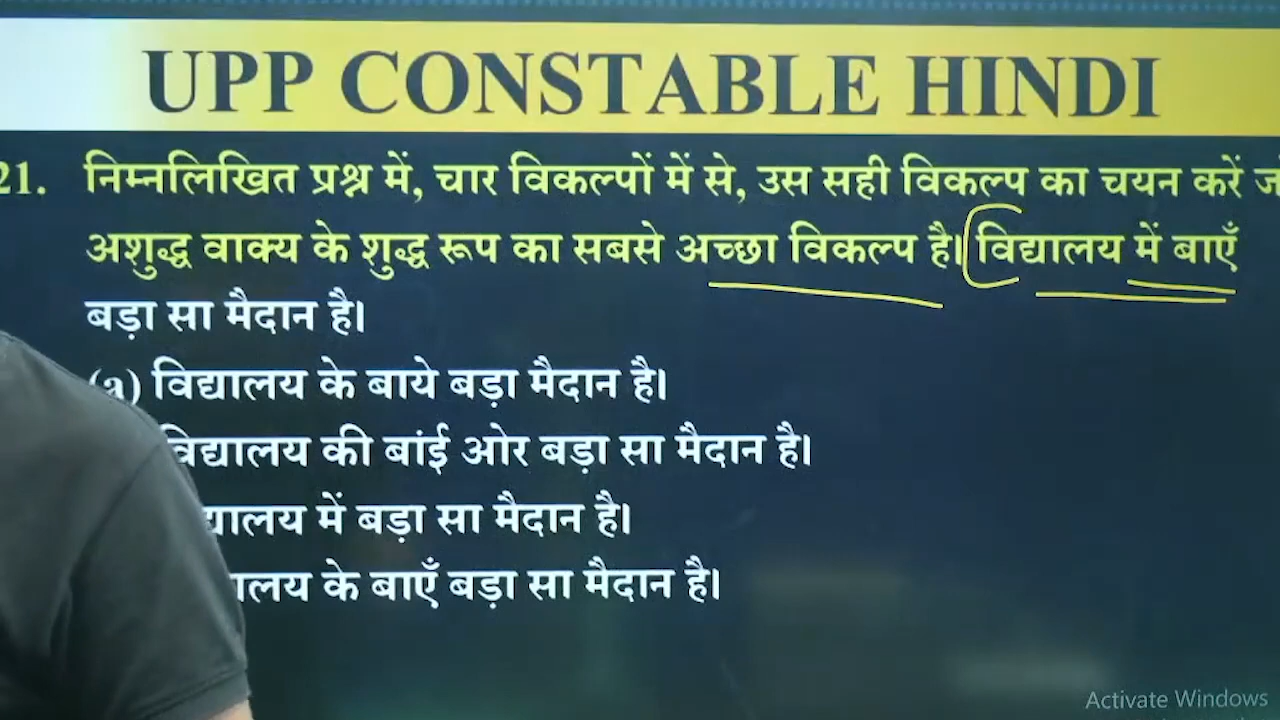 UPP CONSTABLE HINDI
21. निम्नलिखित प्रश्न में, चार विकल्पों में से, उस सही विकल्प का चयन करें
अशुद्ध वाक्य के शुद्ध रूप का सबसे अच्छा विकल्प है। विद्यालय में बाएँ
बड़ा सा मैदान है।
(a) विद्यालय के बाये बड़ा मैदान है।
विद्यालय की बांई ओर बड़ा सा मैदान है।
में बड़ा सा मैदान है।
के बाएँ बड़ा सा मैदान है।
Activate Windows